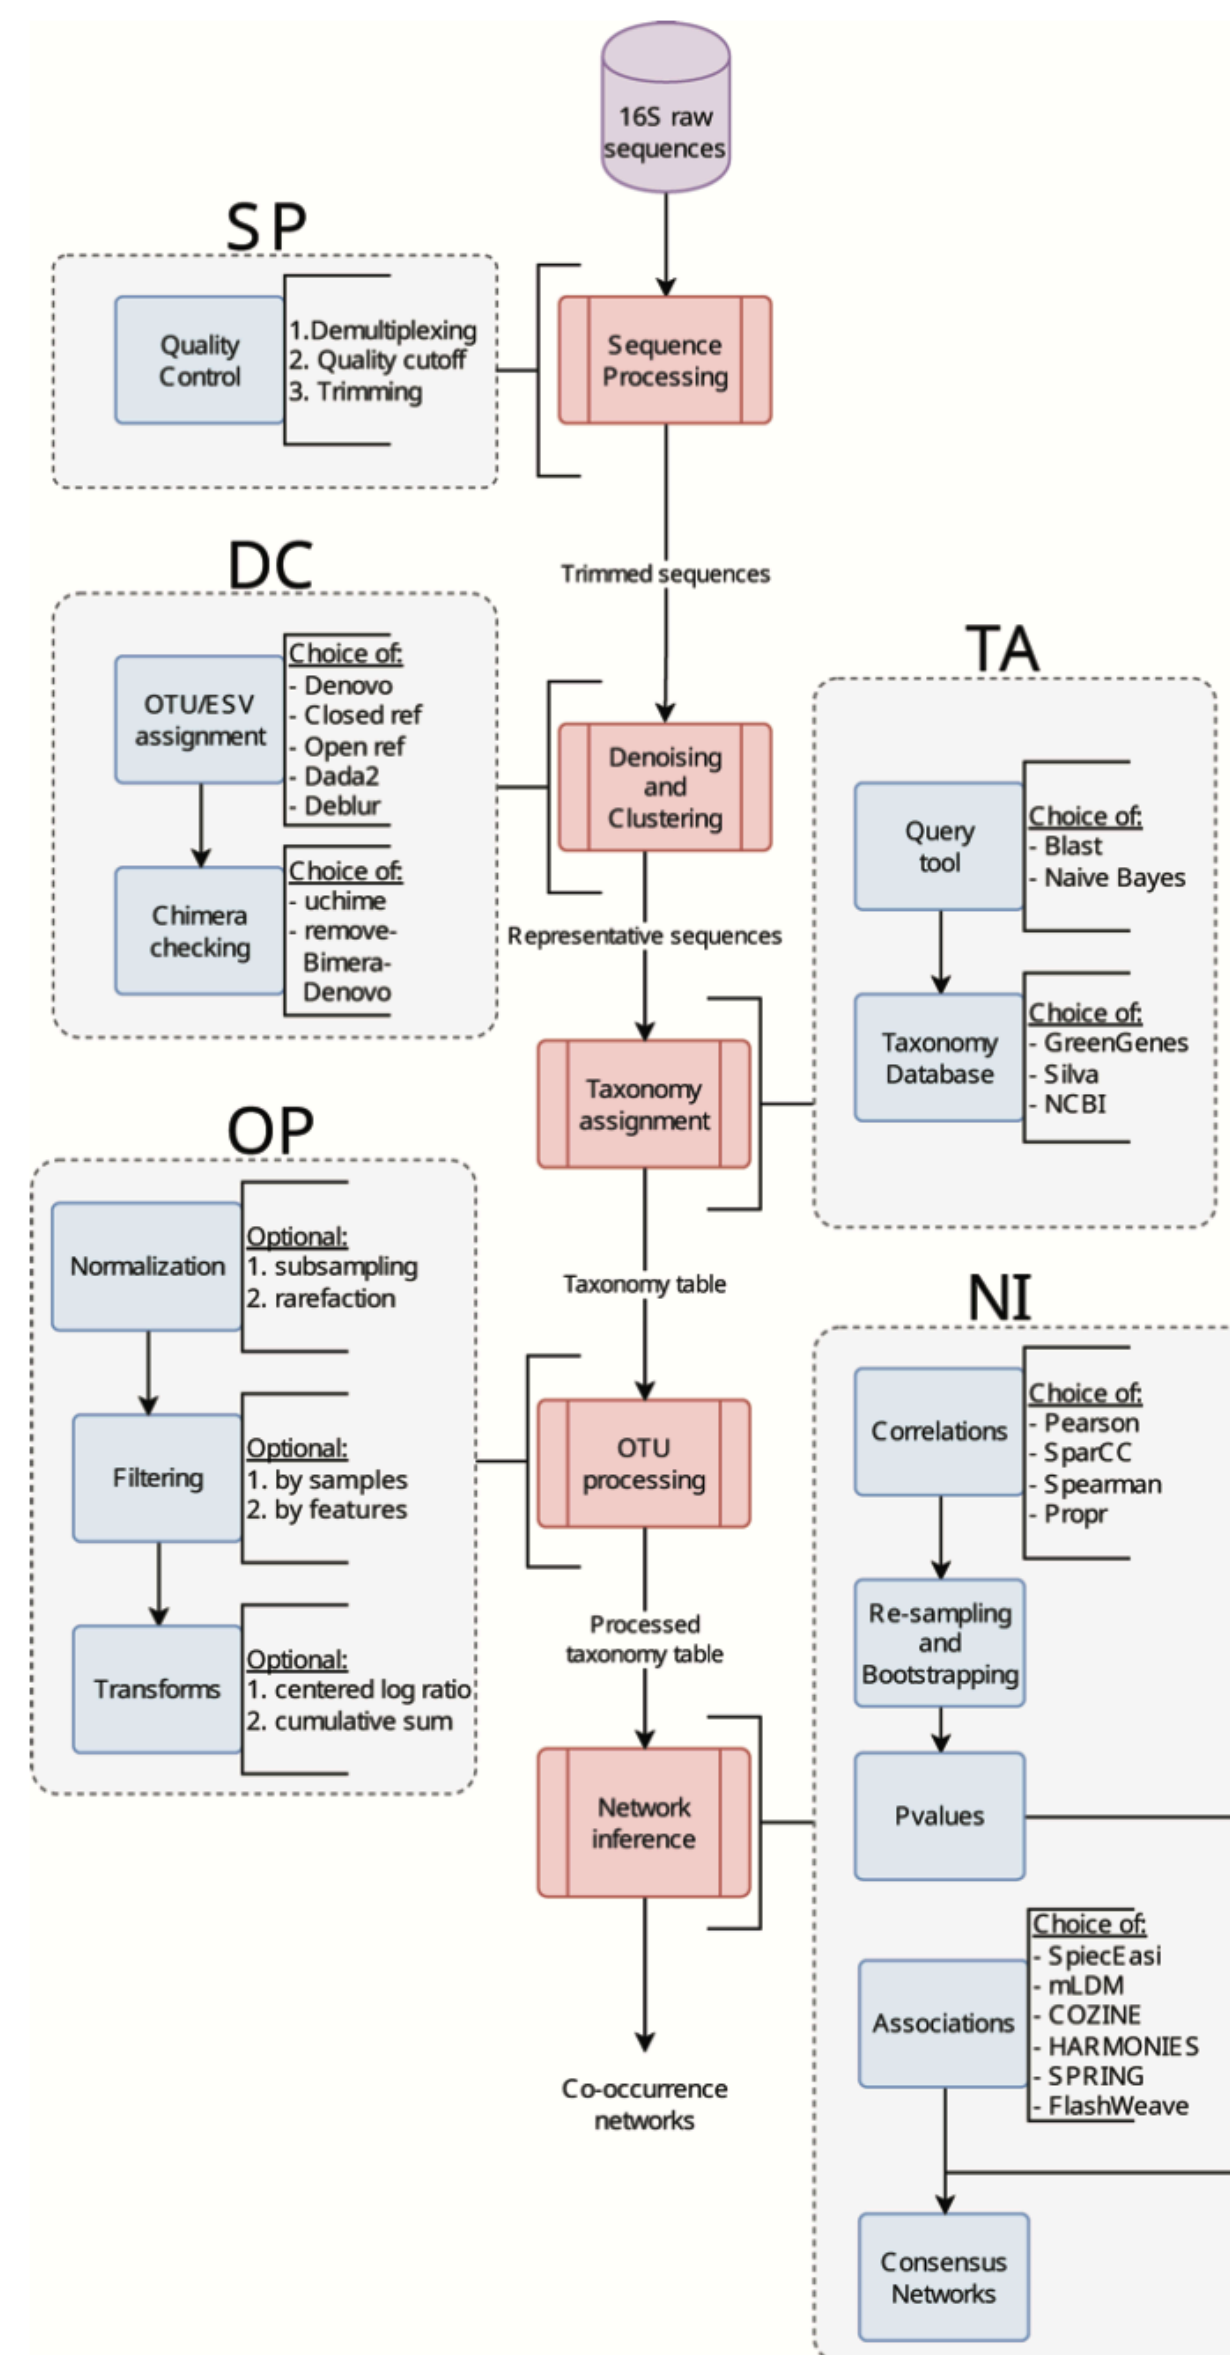 16S raw
sequences
SP
Quality
Control
1.Demultiplexing
2. Quality cutoff
3. Trimming
Sequence
Processing
Trimmed sequences
DC
OTU/ESV
assignment
Choice of:
- Denovo
- Closed ref
- Open ref
- Dada2
- Deblur
Chimera
checking
Choice of:
- uchime
- remove-
Bimera-
Denovo
Denoising
and
Clustering
Representative sequences
TA
Query
tool
Choice of:
- Blast
- Naive Bayes
Taxonomy
Database
Choice of:
- GreenGenes
- Silva
- NCBI
Taxonomy
assignment
Taxonomy table
OP
Normalization
Optional:
1. subsampling
2. rarefaction
Filtering
Optional:
1. by samples
2. by features
Transforms
Optional:
1. centered log ratio
2. cumulative sum
OTU
processing
Processed
taxonomy table
Network
inference
Co-occurrence
networks
NI
Correlations
Choice of:
- Pearson
- SparCC
- Spearman
- Propr
Re-sampling
and
Bootstrapping
Pvalues
Associations
Choice of:
- SpiecEasi
- mLDM
- COZINE
- HARMONIES
- SPRING
- FlashWeave
Consensus
Networks